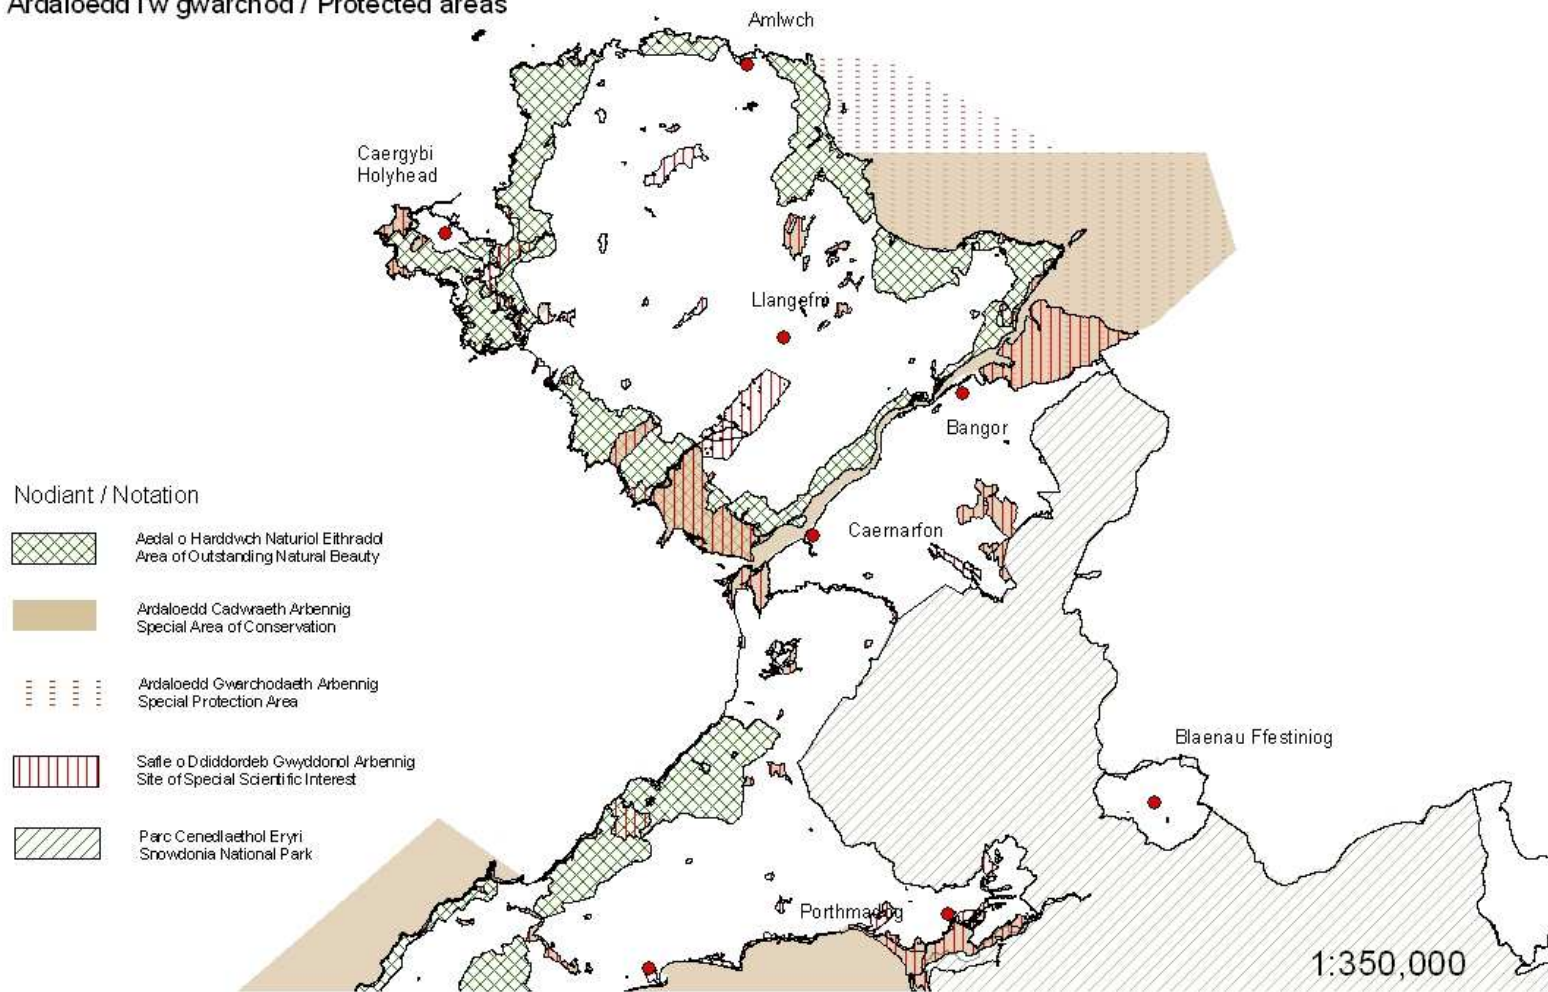 Ardaloedd i'w gwarchod / Protected areas
Amlwch
Caergybi
Holyhead
Llangefni
Bangor
Nodiant / Notation
Aedal o Harddwch Naturiol Eithradol
Area of Outstanding Natural Beauty
Caernarfon
Ardaloedd Cadwraeth Arbennig
Special Area of Conservation
Ardaloedd Gwarchodaeth Arbennig
Special Protection Area
Blaenau Ffestiniog
Safle o Ddiddordeb Gwyddonol Arbennig
Site of Special Scientific Interest
Parc Cenedlaethol Eryri
Snowdonia National Park
Porthmadog
1:350,000